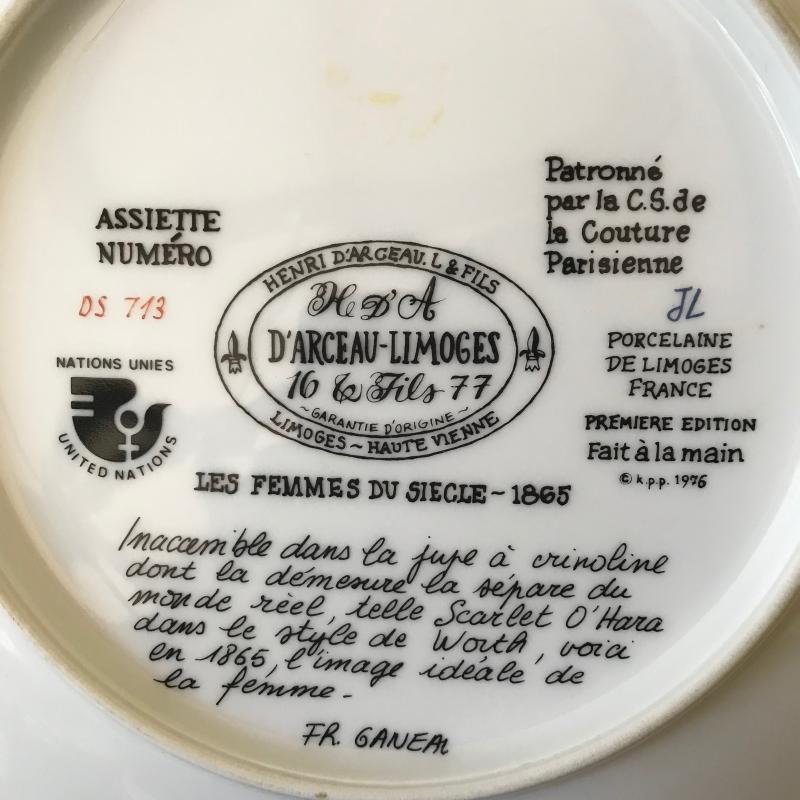 ASSIETTE
NUMÉRO
DS 713
NATIONS UNIES
UNITED NATIONS
HENRI D'ARCEAU. L & FILS
H D'A
D'ARCEAU-LIMOGES
16 & Fils 77
~GARANTIE D'ORIGINE~
LIMOGES ~ HAUTE VIENNE
Patronné
par la C.S. de
la Couture
Parisienne
JL
PORCELAINE
DE LIMOGES
FRANCE
PREMIERE EDITION
Fait à la main
© k.p.p. 1976
LES FEMMES DU SIECLE ~ 1865
Inaccessible dans la jupe à crinoline
dont la démesure la sépare du
monde rèel, telle Scarlet O'Hara
dans le style de Worth, voici
en 1865, l'image idéale de
la femme.
FR. GANEAU